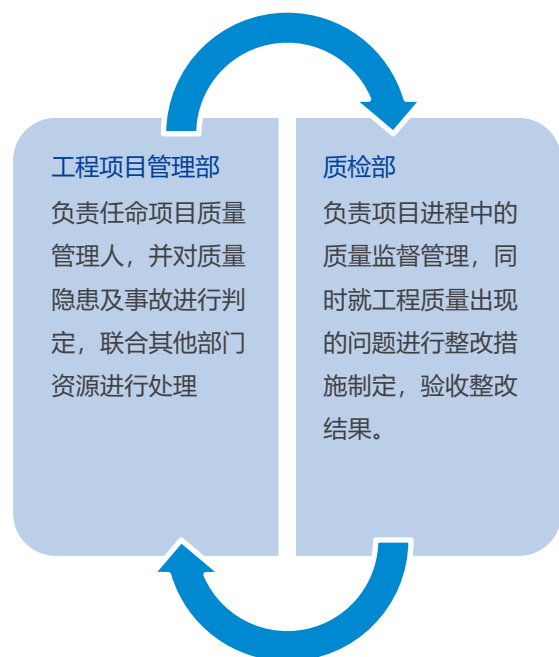 工程项目管理部
负责任命项目质量
管理人，并对质量
隐患及事故进行判
定，联合其他部门
资源进行处理
质检部
负责项目进程中的
质量监督管理，同
时就工程质量出现
的问题进行整改措
施制定，验收整改
结果。